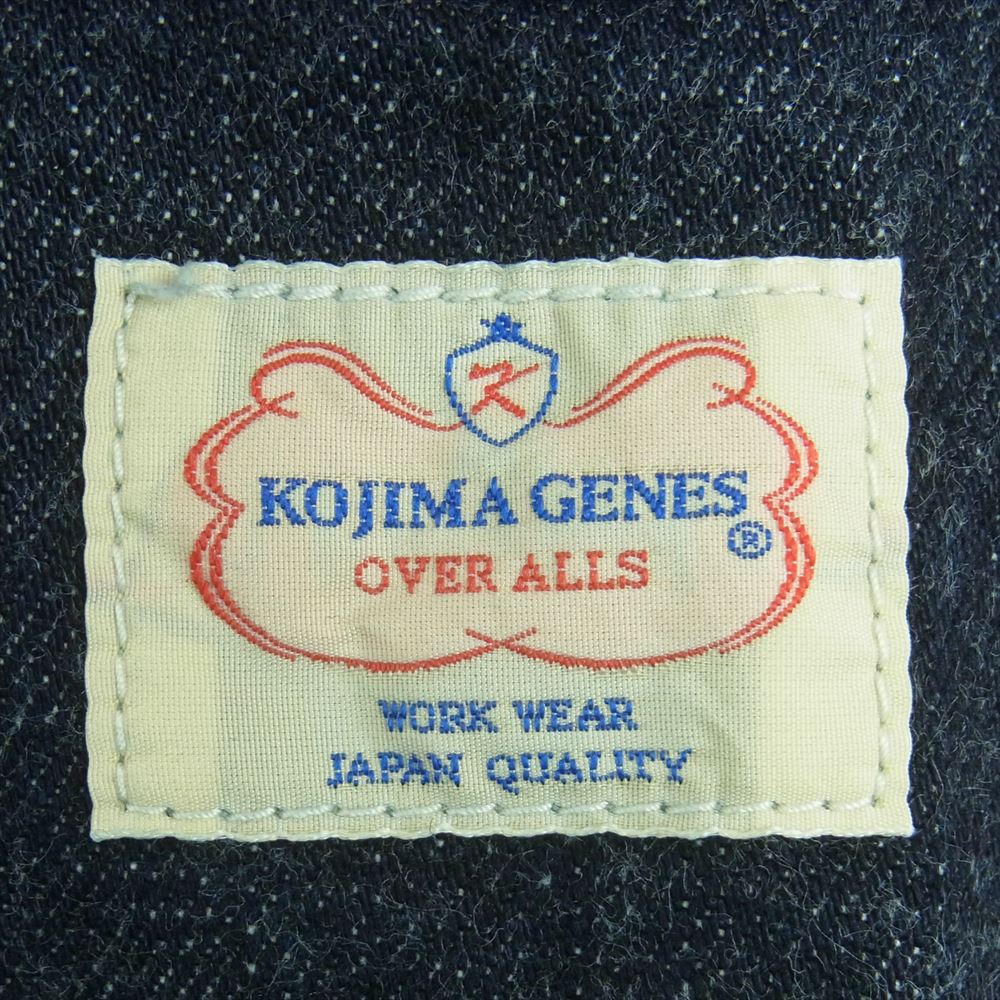 K
KOJIMA GENES
®
OVER ALLS
WORK WEAR
JAPAN QUALITY